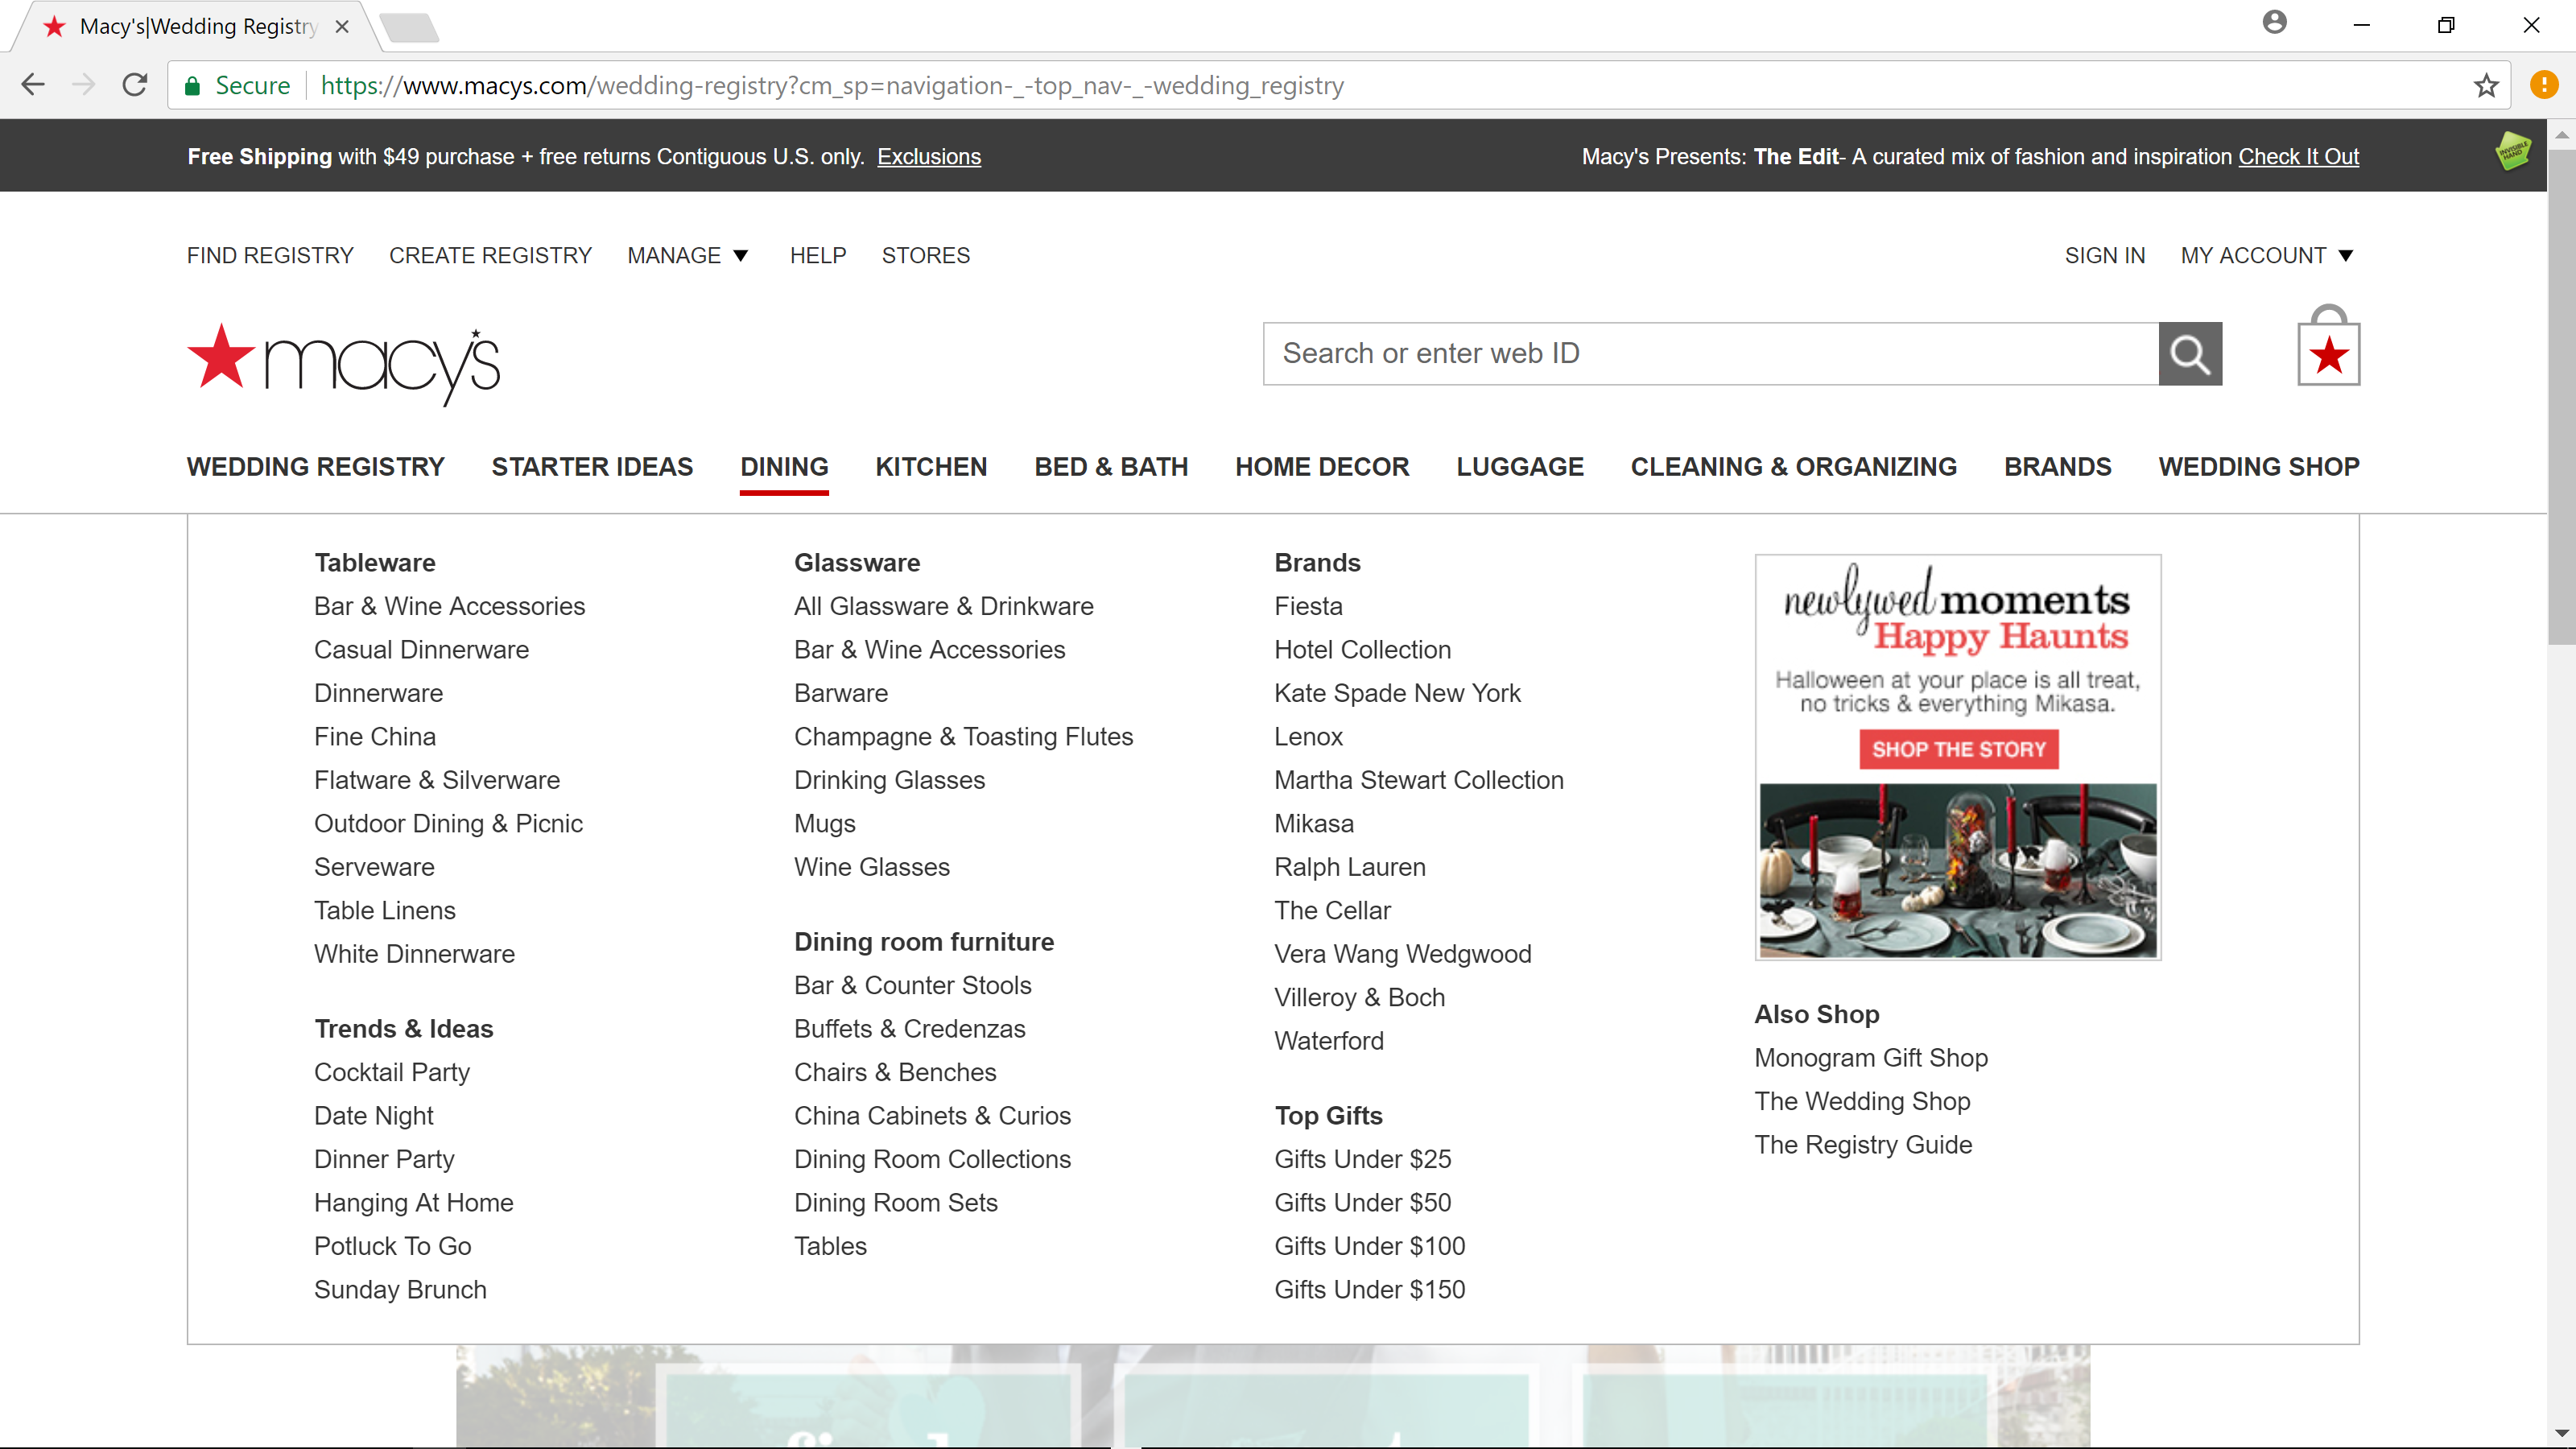 Macy's|Wedding Registry
Secure
https://www.macys.com/wedding-registry?cm_sp=navigation-_-top_nav-_-wedding_registry
Free Shipping with $49 purchase + free returns Contiguous U.S. only. Exclusions
Macy's Presents: The Edit- A curated mix of fashion and inspiration Check It Out
INVISIBLE HAND
FIND REGISTRY
CREATE REGISTRY
MANAGE
HELP
STORES
SIGN IN
MY ACCOUNT
macy's
Search or enter web ID
WEDDING REGISTRY
STARTER IDEAS
DINING
KITCHEN
BED & BATH
HOME DECOR
LUGGAGE
CLEANING & ORGANIZING
BRANDS
WEDDING SHOP
Tableware
Bar & Wine Accessories
Casual Dinnerware
Dinnerware
Fine China
Flatware & Silverware
Outdoor Dining & Picnic
Serveware
Table Linens
White Dinnerware
Trends & Ideas
Cocktail Party
Date Night
Dinner Party
Hanging At Home
Potluck To Go
Sunday Brunch
Glassware
All Glassware & Drinkware
Bar & Wine Accessories
Barware
Champagne & Toasting Flutes
Drinking Glasses
Mugs
Wine Glasses
Dining room furniture
Bar & Counter Stools
Buffets & Credenzas
Chairs & Benches
China Cabinets & Curios
Dining Room Collections
Dining Room Sets
Tables
Brands
Fiesta
Hotel Collection
Kate Spade New York
Lenox
Martha Stewart Collection
Mikasa
Ralph Lauren
The Cellar
Vera Wang Wedgwood
Villeroy & Boch
Waterford
Top Gifts
Gifts Under $25
Gifts Under $50
Gifts Under $100
Gifts Under $150
newlywed moments
Happy Haunts
Halloween at your place is all treat,
no tricks & everything Mikasa.
SHOP THE STORY
Also Shop
Monogram Gift Shop
The Wedding Shop
The Registry Guide